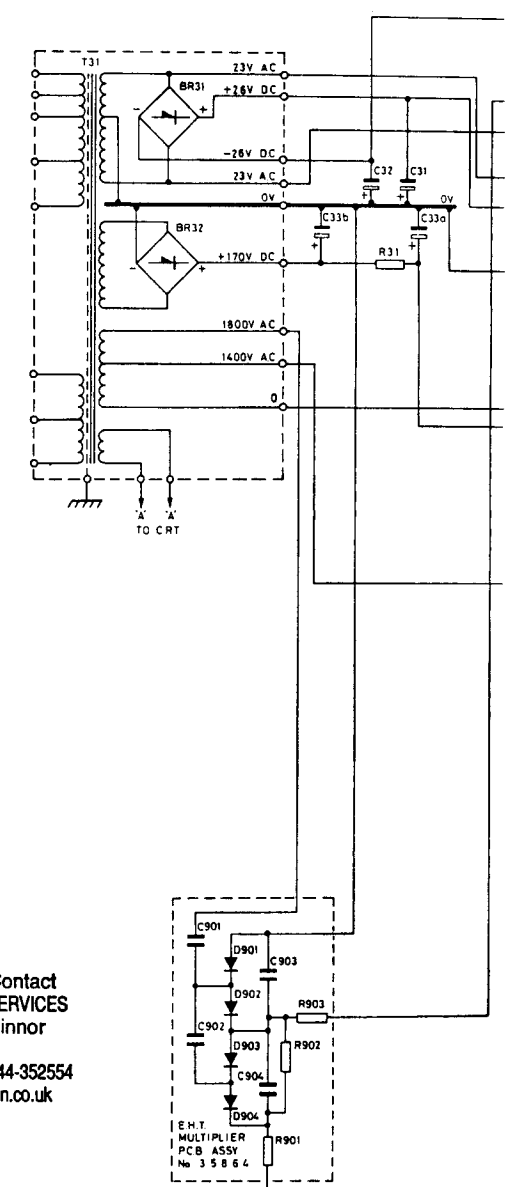 T31
BR31
23V AC
+26V DC
- +
-26V DC
C32
C31
23V AC
+ +
0V
0V
C33b
C33a
BR32
+ +
- +
+170V DC
R31
1800V AC
1400V AC
0
'A' 'A'
TO CRT
C901
D901
C903
D902
R903
C902
R902
D903
C904
D904
E.H.T.
MULTIPLIER
PCB ASSY
No 35864
R901
Contact
ERVICES
innor
44-352554
n.co.uk